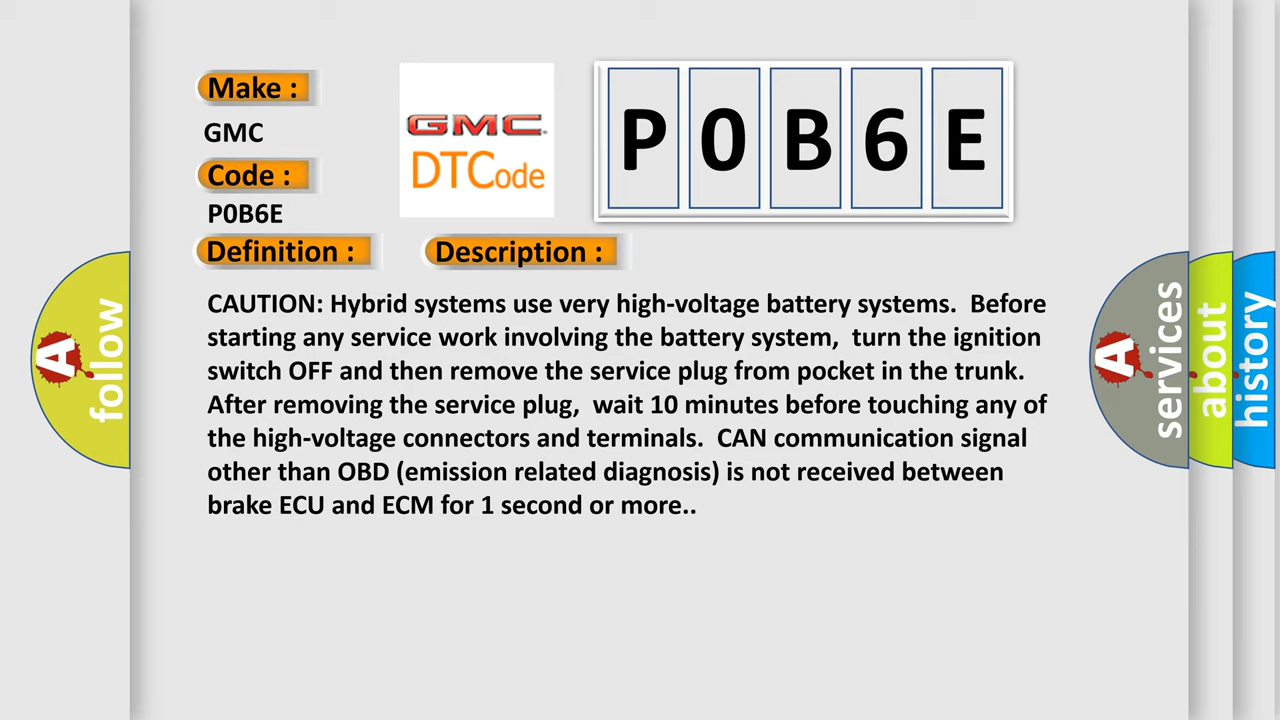 Make :
GMC
Code :
P0B6E
Definition :
Description :
GMC
DTCode
P0B6E
CAUTION: Hybrid systems use very high-voltage battery systems. Before
starting any service work involving the battery system, turn the ignition
switch OFF and then remove the service plug from pocket in the trunk.
After removing the service plug, wait 10 minutes before touching any of
the high-voltage connectors and terminals. CAN communication signal
other than OBD (emission related diagnosis) is not received between
brake ECU and ECM for 1 second or more..
A
follow
A
services
about
history